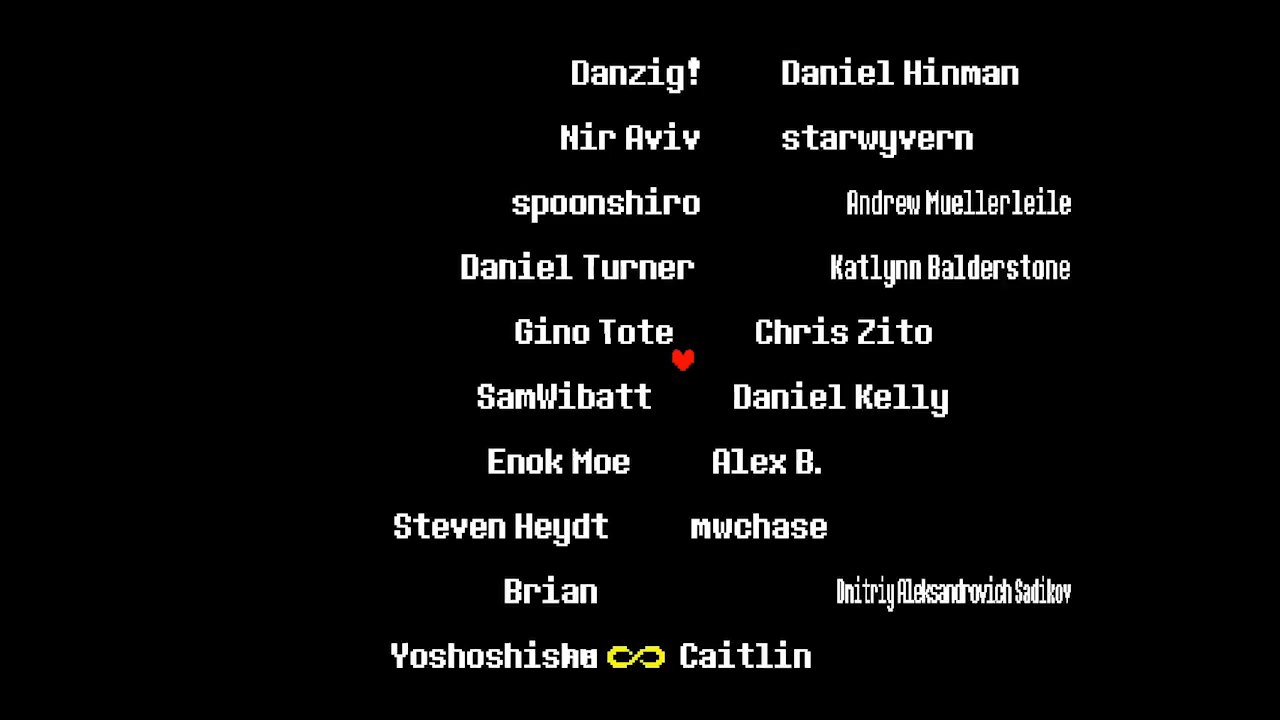 Danzig! Daniel Hinman
Nir Aviv starwyvern
spoonshiro Andrew Muellerleile
Daniel Turner Katlynn Balderstone
Gino Tote Chris Zito
SamWibatt Daniel Kelly
Enok Moe Alex B.
Steven Heydt mwchase
Brian Dmitriy Aleksandrovich Sadikov
∞ Caitlin